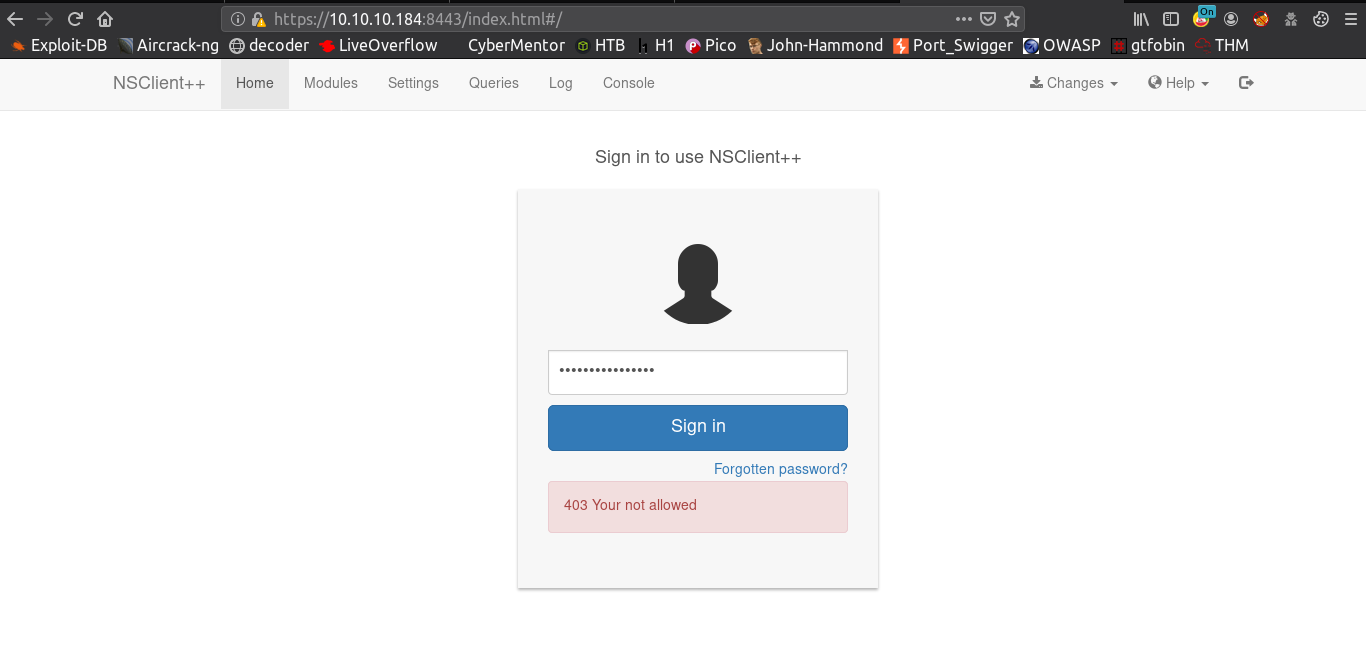 https://10.10.10.184:8443/index.html#/
On
Exploit-DB Aircrack-ng decoder LiveOverflow CyberMentor HTB H1 Pico John-Hammond Port_Swigger OWASP gtfobin THM
NSClient++ Home Modules Settings Queries Log Console Changes Help
Sign in to use NSClient++
••••••••••••••••
Sign in
Forgotten password?
403 Your not allowed